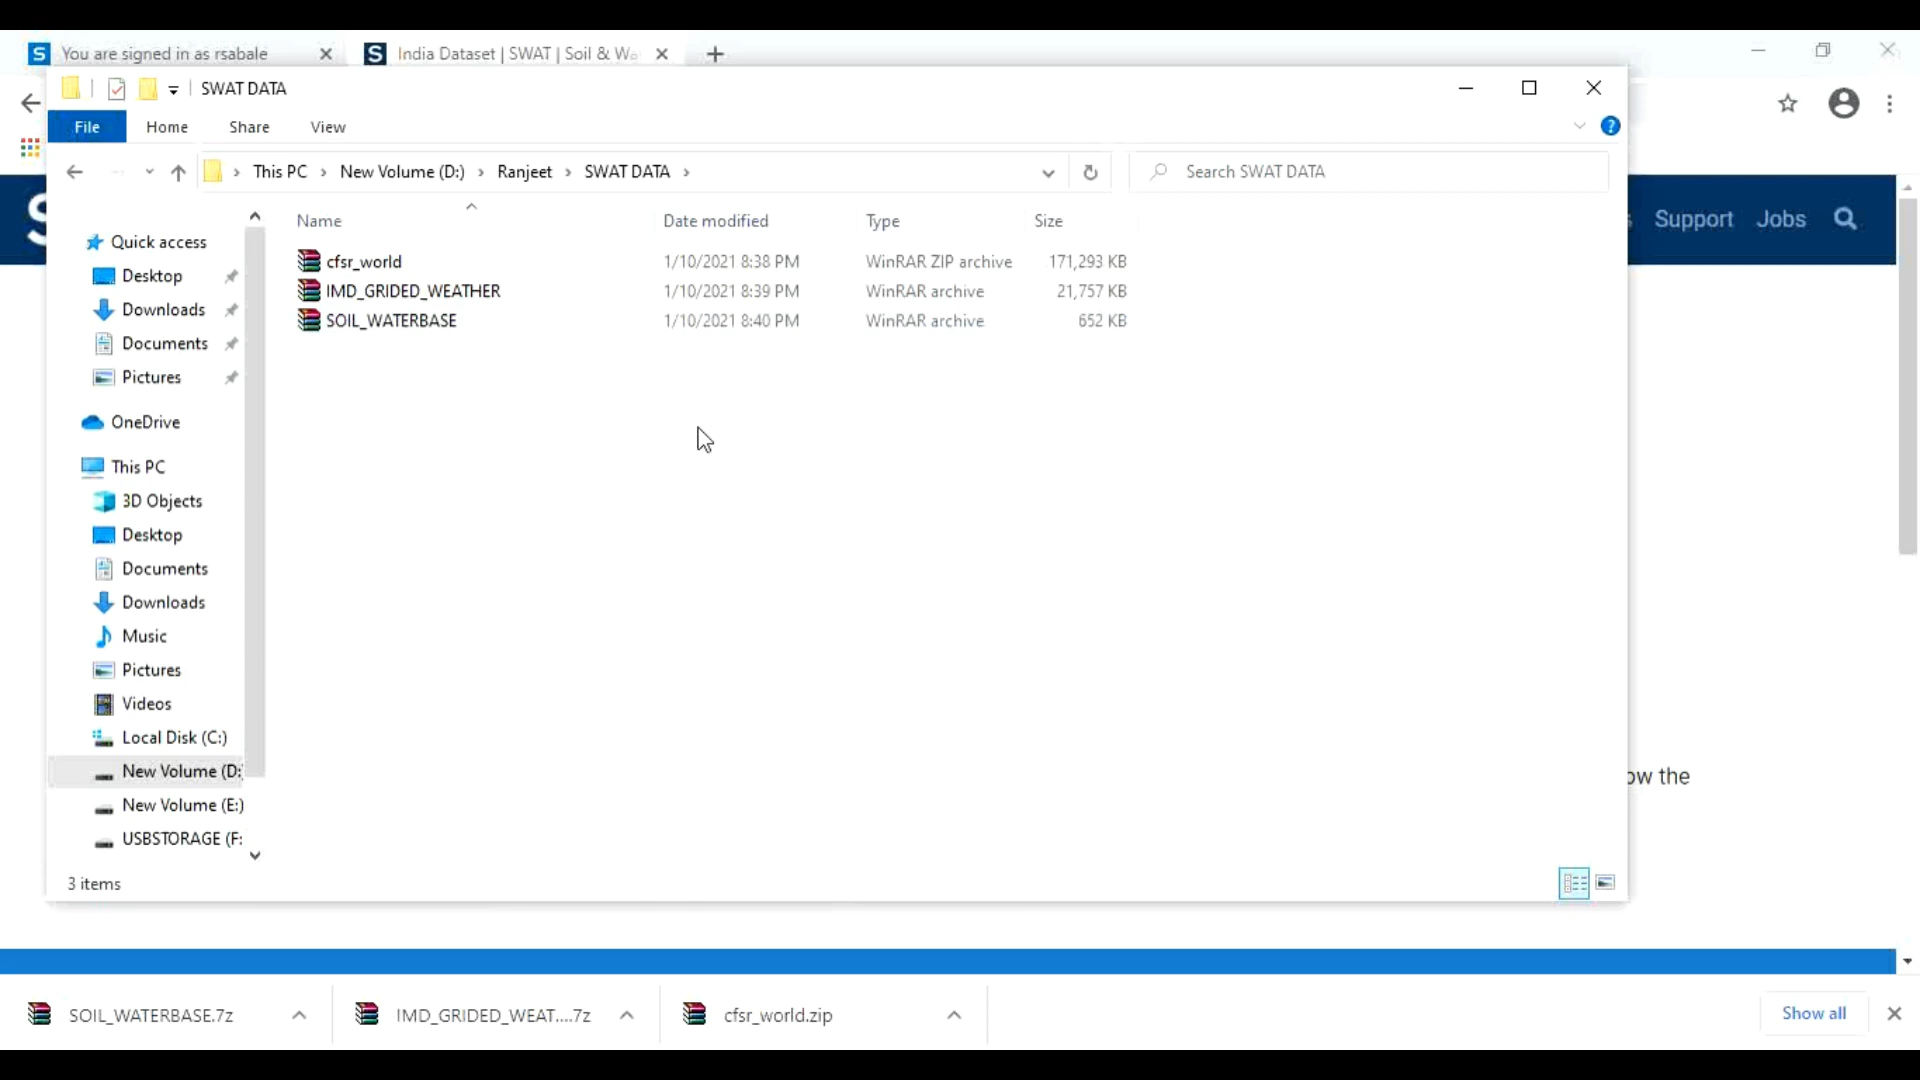 You are signed in as rsabale
India Dataset | SWAT | Soil & Wa
SWAT DATA
File Home Share View
This PC › New Volume (D:) › Ranjeet › SWAT DATA ›
Search SWAT DATA
Support Jobs
Name Date modified Type Size
cfsr_world 1/10/2021 8:38 PM WinRAR ZIP archive 171,293 KB
IMD_GRIDED_WEATHER 1/10/2021 8:39 PM WinRAR archive 21,757 KB
SOIL_WATERBASE 1/10/2021 8:40 PM WinRAR archive 652 KB
Quick access
Desktop
Downloads
Documents
Pictures
OneDrive
This PC
3D Objects
Desktop
Documents
Downloads
Music
Pictures
Videos
Local Disk (C:)
New Volume (D:
New Volume (E:)
USBSTORAGE (F:
3 items
ow the
SOIL_WATERBASE.7z
IMD_GRIDED_WEAT....7z
cfsr_world.zip
Show all